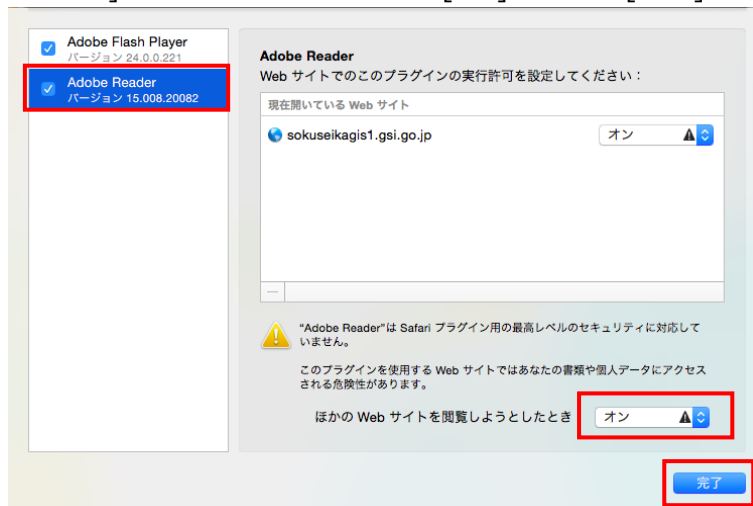 Adobe Flash Player
バージョン 24.0.0.221
Adobe Reader
バージョン 15.008.20082
Adobe Reader
Web サイトでのこのプラグインの実行許可を設定してください：
現在開いている Web サイト
sokuseikagis1.gsi.go.jp
オン
"Adobe Reader"は Safari プラグイン用の最高レベルのセキュリティに対応して
いません。
このプラグインを使用する Web サイトではあなたの書類や個人データにアクセス
される危険性があります。
ほかの Web サイトを閲覧しようとしたとき
オン
完了